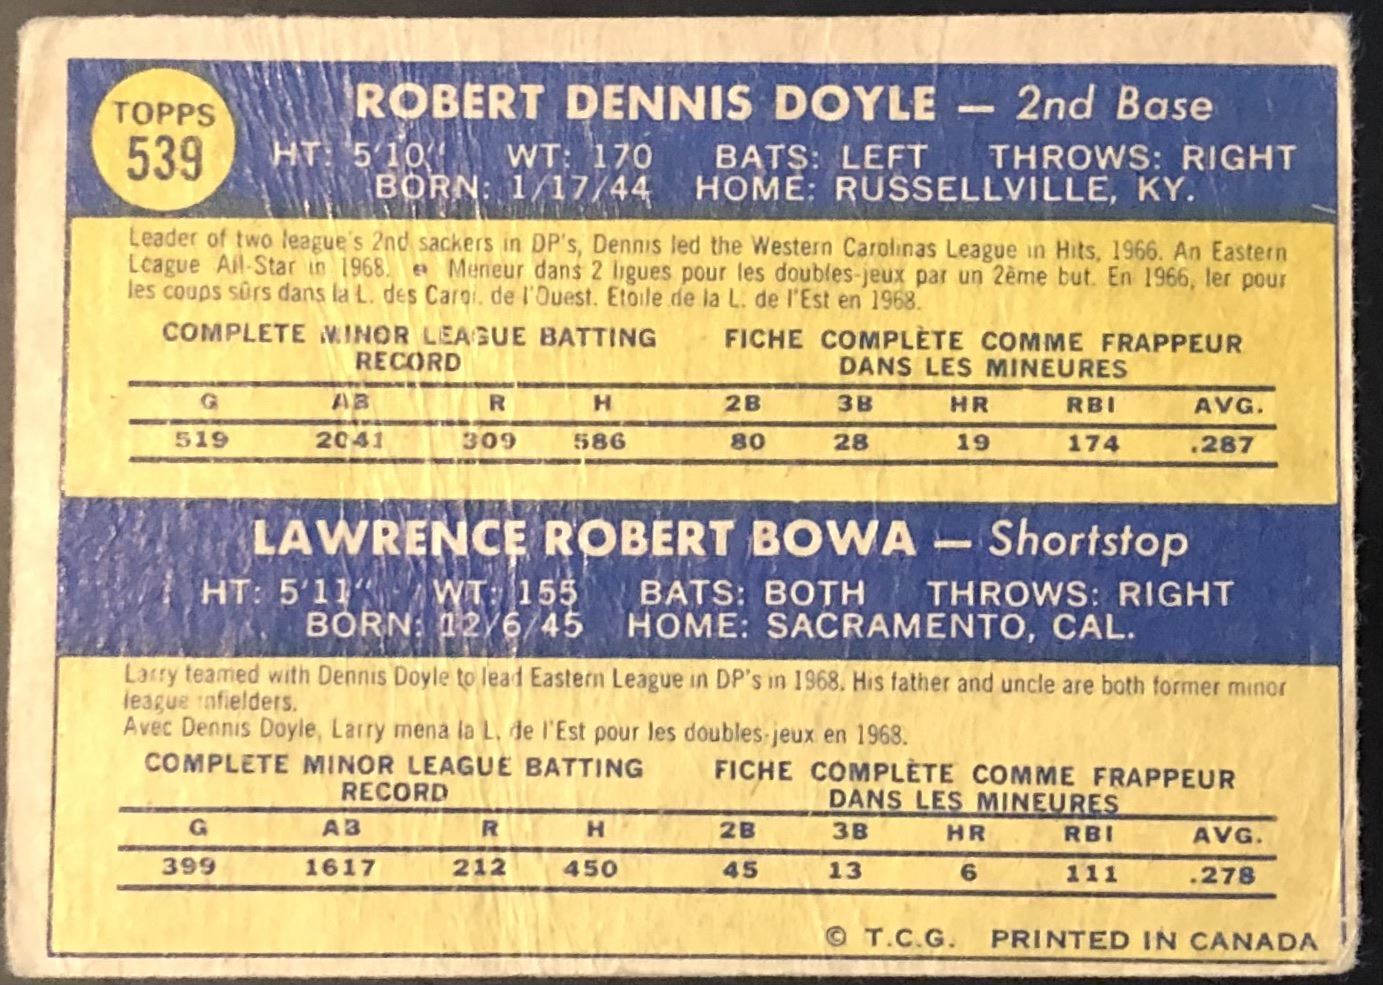 TOPPS
539
ROBERT DENNIS DOYLE — 2nd Base
HT: 5'10" WT: 170 BATS: LEFT THROWS: RIGHT
BORN: 1/17/44 HOME: RUSSELLVILLE, KY.
Leader of two league's 2nd sackers in DP's, Dennis led the Western Carolinas League in Hits, 1966. An Eastern
League All-Star in 1968. • Meneur dans 2 ligues pour les doubles-jeux par un 2ème but. En 1966, ler pour
les coups sûrs dans la L. des Carol. de l'Ouest. Etoile de la L. de l'Est en 1968.
COMPLETE MINOR LEAGUE BATTING FICHE COMPLÈTE COMME FRAPPEUR
RECORD DANS LES MINEURES
G AB R H 2B 3B HR RBI AVG.
519 2041 309 586 80 28 19 174 .287
LAWRENCE ROBERT BOWA — Shortstop
HT: 5'11" WT: 155 BATS: BOTH THROWS: RIGHT
BORN: 12/6/45 HOME: SACRAMENTO, CAL.
Larry teamed with Dennis Doyle to lead Eastern League in DP's in 1968. His father and uncle are both former minor
league infielders.
Avec Dennis Doyle, Larry mena la L. de l'Est pour les doubles-jeux en 1968.
COMPLETE MINOR LEAGUE BATTING FICHE COMPLÈTE COMME FRAPPEUR
RECORD DANS LES MINEURES
G AB R H 2B 3B HR RBI AVG.
399 1617 212 450 45 13 6 111 .278
© T.C.G. PRINTED IN CANADA